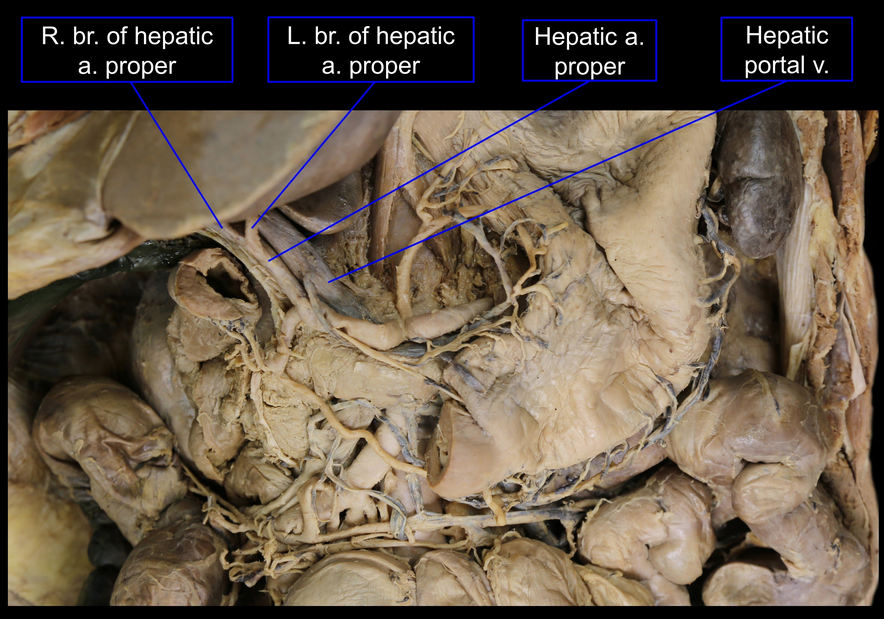 R. br. of hepatic
a. proper
L. br. of hepatic
a. proper
Hepatic a.
proper
Hepatic
portal v.